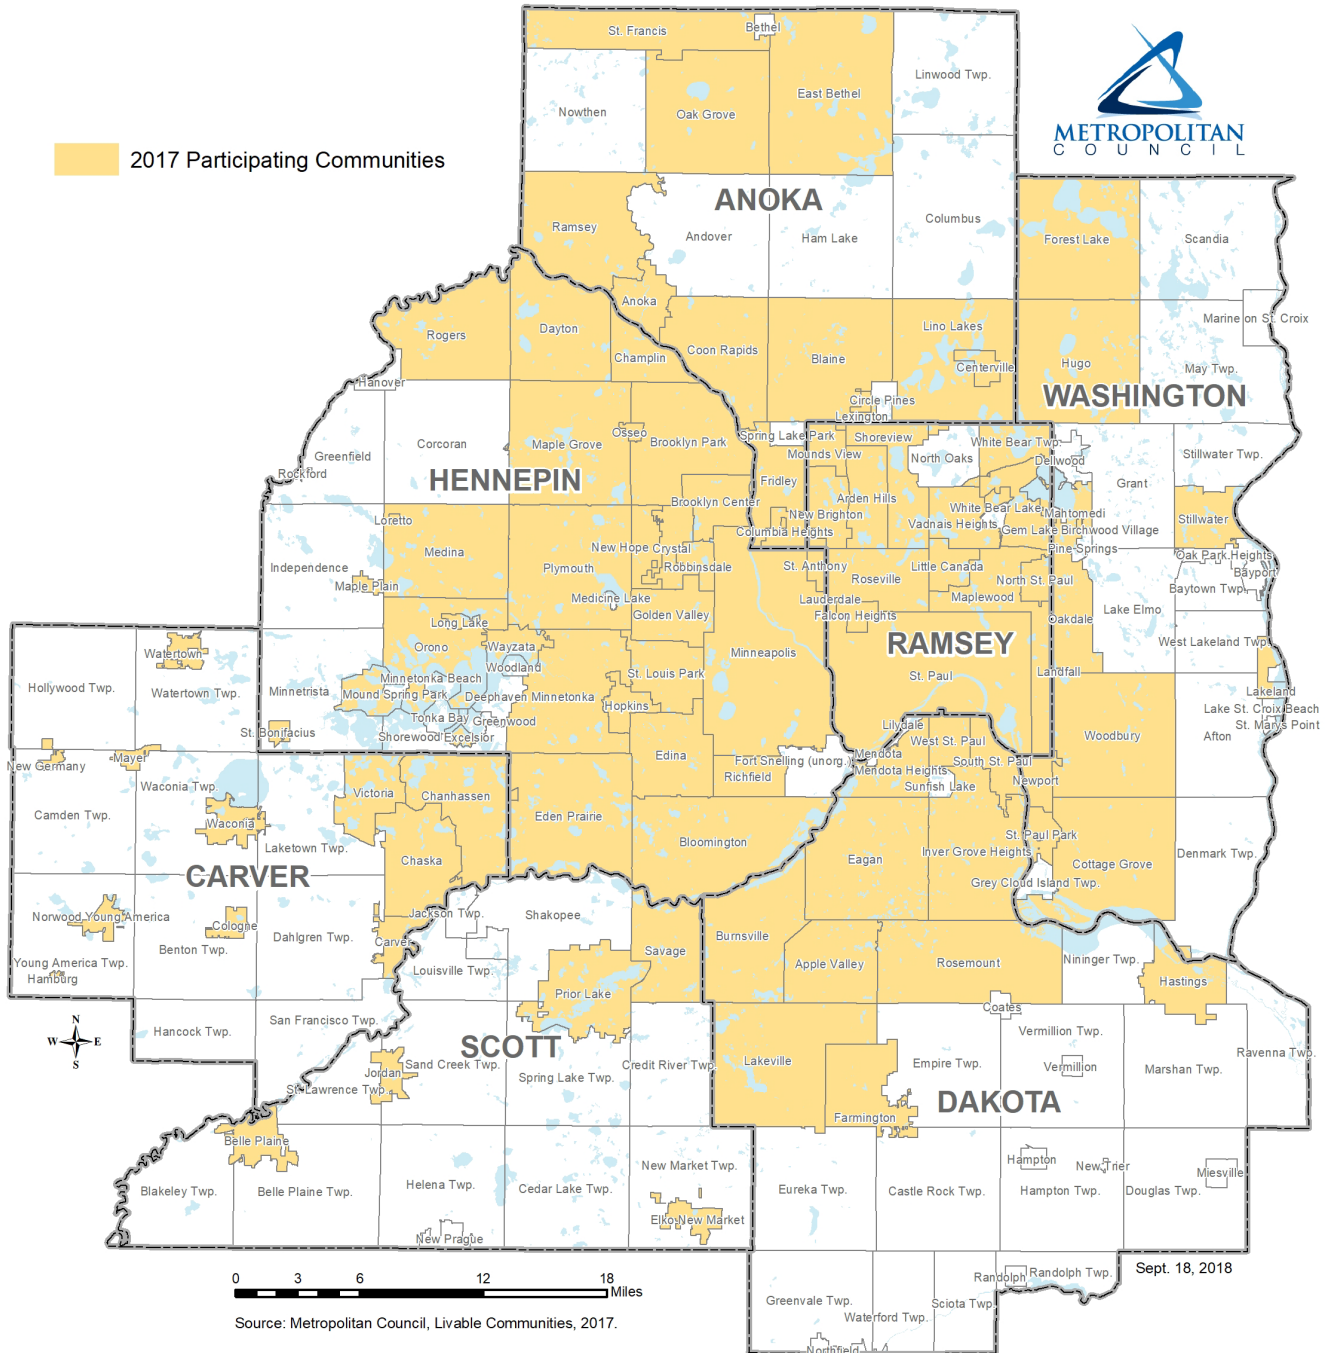 St. Francis
Bethel
Linwood Twp.
Nowthen
Oak Grove
East Bethel
METROPOLITAN
COUNCIL
2017 Participating Communities
ANOKA
Ramsey
Andover
Ham Lake
Columbus
Forest Lake
Scandia
Anoka
Rogers
Dayton
Champlin
Coon Rapids
Blaine
Lino Lakes
Centerville
Marine on St. Croix
Hugo
May Twp.
WASHINGTON
Hanover
Circle Pines
Lexington
Corcoran
Greenfield
Rockford
Maple Grove
Osseo
Brooklyn Park
Spring Lake Park
Mounds View
Shoreview
North Oaks
White Bear Twp.
Dellwood
Stillwater Twp.
Grant
HENNEPIN
Fridley
Brooklyn Center
New Brighton
Columbia Heights
Arden Hills
Vadnais Heights
White Bear Lake
Mahtomedi
Gem Lake
Birchwood Village
Stillwater
Pine Springs
Oak Park Heights
Bayport
Baytown Twp.
Loretto
Medina
Independence
Maple Plain
Plymouth
New Hope
Crystal
Robbinsdale
Medicine Lake
Golden Valley
St. Anthony
Lauderdale
Falcon Heights
Roseville
Little Canada
Maplewood
North St. Paul
Oakdale
Lake Elmo
West Lakeland Twp.
RAMSEY
St. Paul
Landfall
Long Lake
Orono
Wayzata
Woodland
Minneapolis
St. Louis Park
Minnetonka Beach
Minnetrista
Mound
Spring Park
Deephaven
Minnetonka
Hopkins
Tonka Bay
Greenwood
Shorewood
Excelsior
St. Bonifacius
Watertown
Hollywood Twp.
Watertown Twp.
New Germany
Mayer
Waconia Twp.
Camden Twp.
Waconia
Laketown Twp.
Victoria
Chanhassen
Chaska
CARVER
Eden Prairie
Edina
Richfield
Fort Snelling (unorg.)
Bloomington
Lilydale
Mendota
Mendota Heights
West St. Paul
South St. Paul
Sunfish Lake
Newport
Woodbury
Afton
Lakeland
Lake St. Croix Beach
St. Marys Point
St. Paul Park
Inver Grove Heights
Cottage Grove
Denmark Twp.
Grey Cloud Island Twp.
Eagan
Norwood Young America
Cologne
Benton Twp.
Dahlgren Twp.
Carver
Young America Twp.
Hamburg
Hancock Twp.
San Francisco Twp.
Jackson Twp.
Louisville Twp.
Shakopee
Prior Lake
Savage
Burnsville
Apple Valley
Rosemount
Nininger Twp.
Hastings
Coates
Vermillion Twp.
Vermillion
Empire Twp.
Marshan Twp.
Ravenna Twp.
SCOTT
Sand Creek Twp.
Spring Lake Twp.
Credit River Twp.
Lakeville
Farmington
DAKOTA
N
W
E
S
Jordan
St. Lawrence Twp.
Belle Plaine
Blakeley Twp.
Belle Plaine Twp.
Helena Twp.
Cedar Lake Twp.
New Market Twp.
Elko New Market
New Prague
Eureka Twp.
Castle Rock Twp.
Hampton
Hampton Twp.
New Trier
Douglas Twp.
Miesville
Randolph
Randolph Twp.
Greenvale Twp.
Waterford Twp.
Sciota Twp.
Northfield
Sept. 18, 2018
0 3 6 12 18
Miles
Source: Metropolitan Council, Livable Communities, 2017.